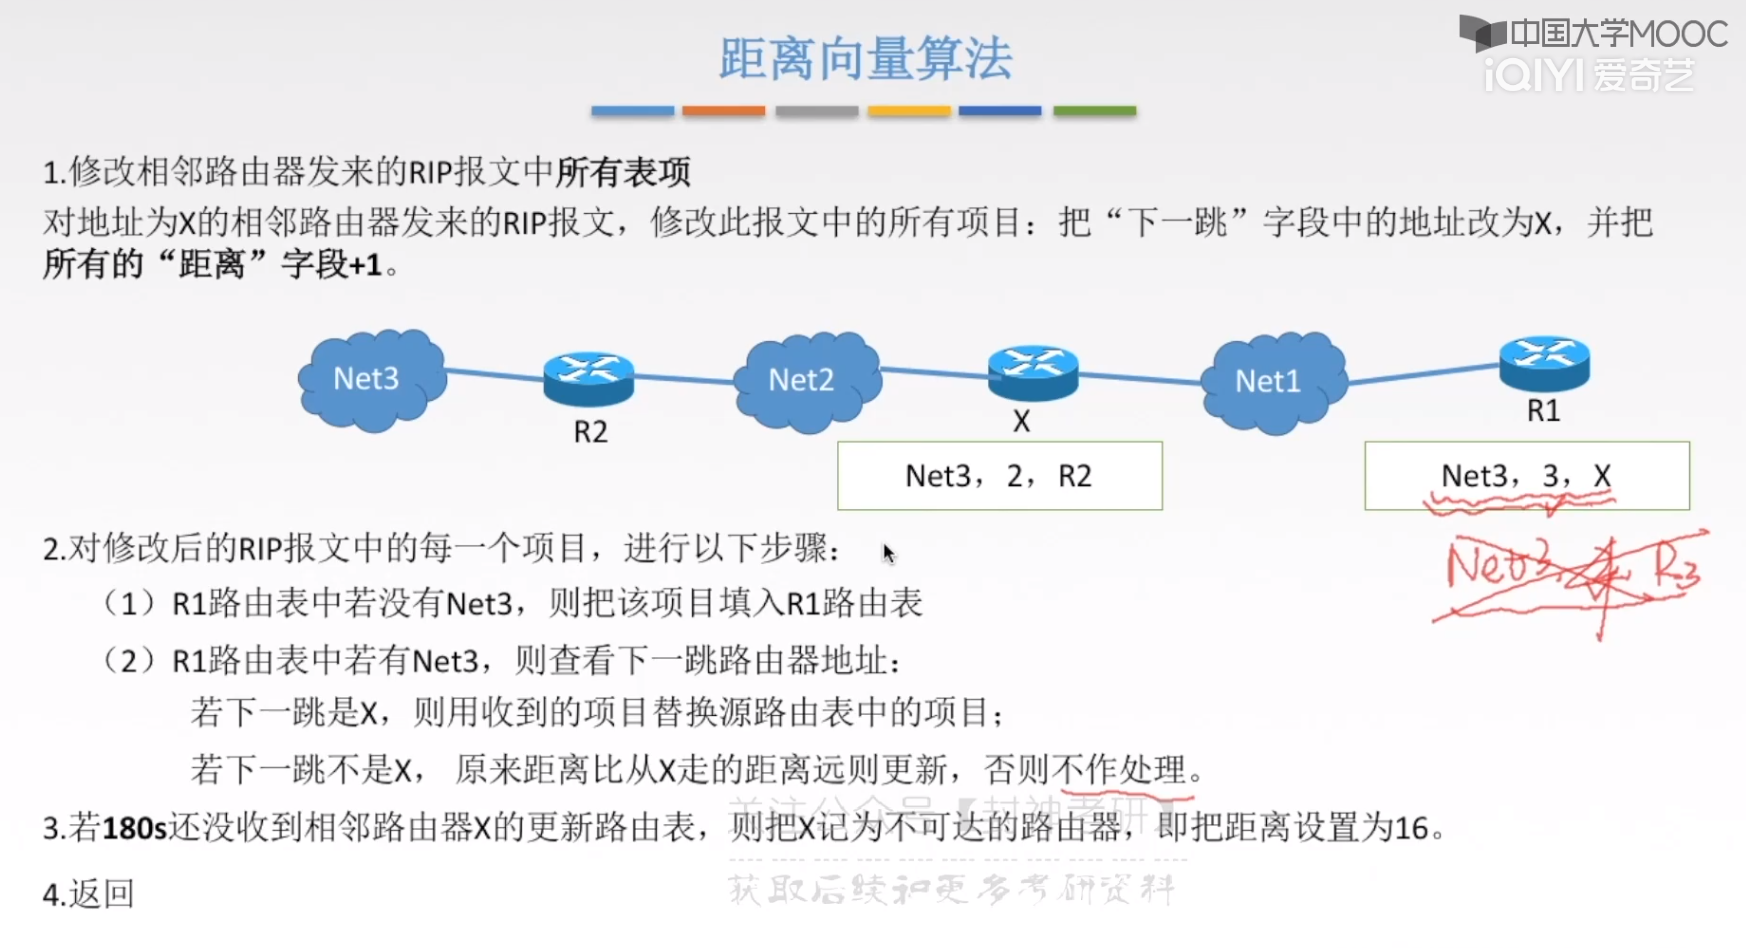 中国大学MOOC
iQIYI 爱奇艺
距离向量算法
1.修改相邻路由器发来的RIP报文中所有表项
对地址为X的相邻路由器发来的RIP报文，修改此报文中的所有项目：把“下一跳”字段中的地址改为X，并把
所有的“距离”字段+1。
Net3
R2
Net2
X
Net1
R1
Net3，2，R2
Net3，3，X
Net3
R3
2.对修改后的RIP报文中的每一个项目，进行以下步骤：
（1）R1路由表中若没有Net3，则把该项目填入R1路由表
（2）R1路由表中若有Net3，则查看下一跳路由器地址：
若下一跳是X，则用收到的项目替换源路由表中的项目；
若下一跳不是X， 原来距离比从X走的距离远则更新，否则不作处理。
关注公众号【封神考研】
3.若180s还没收到相邻路由器X的更新路由表，则把X记为不可达的路由器，即把距离设置为16。
获取后续和更多考研资料
4.返回